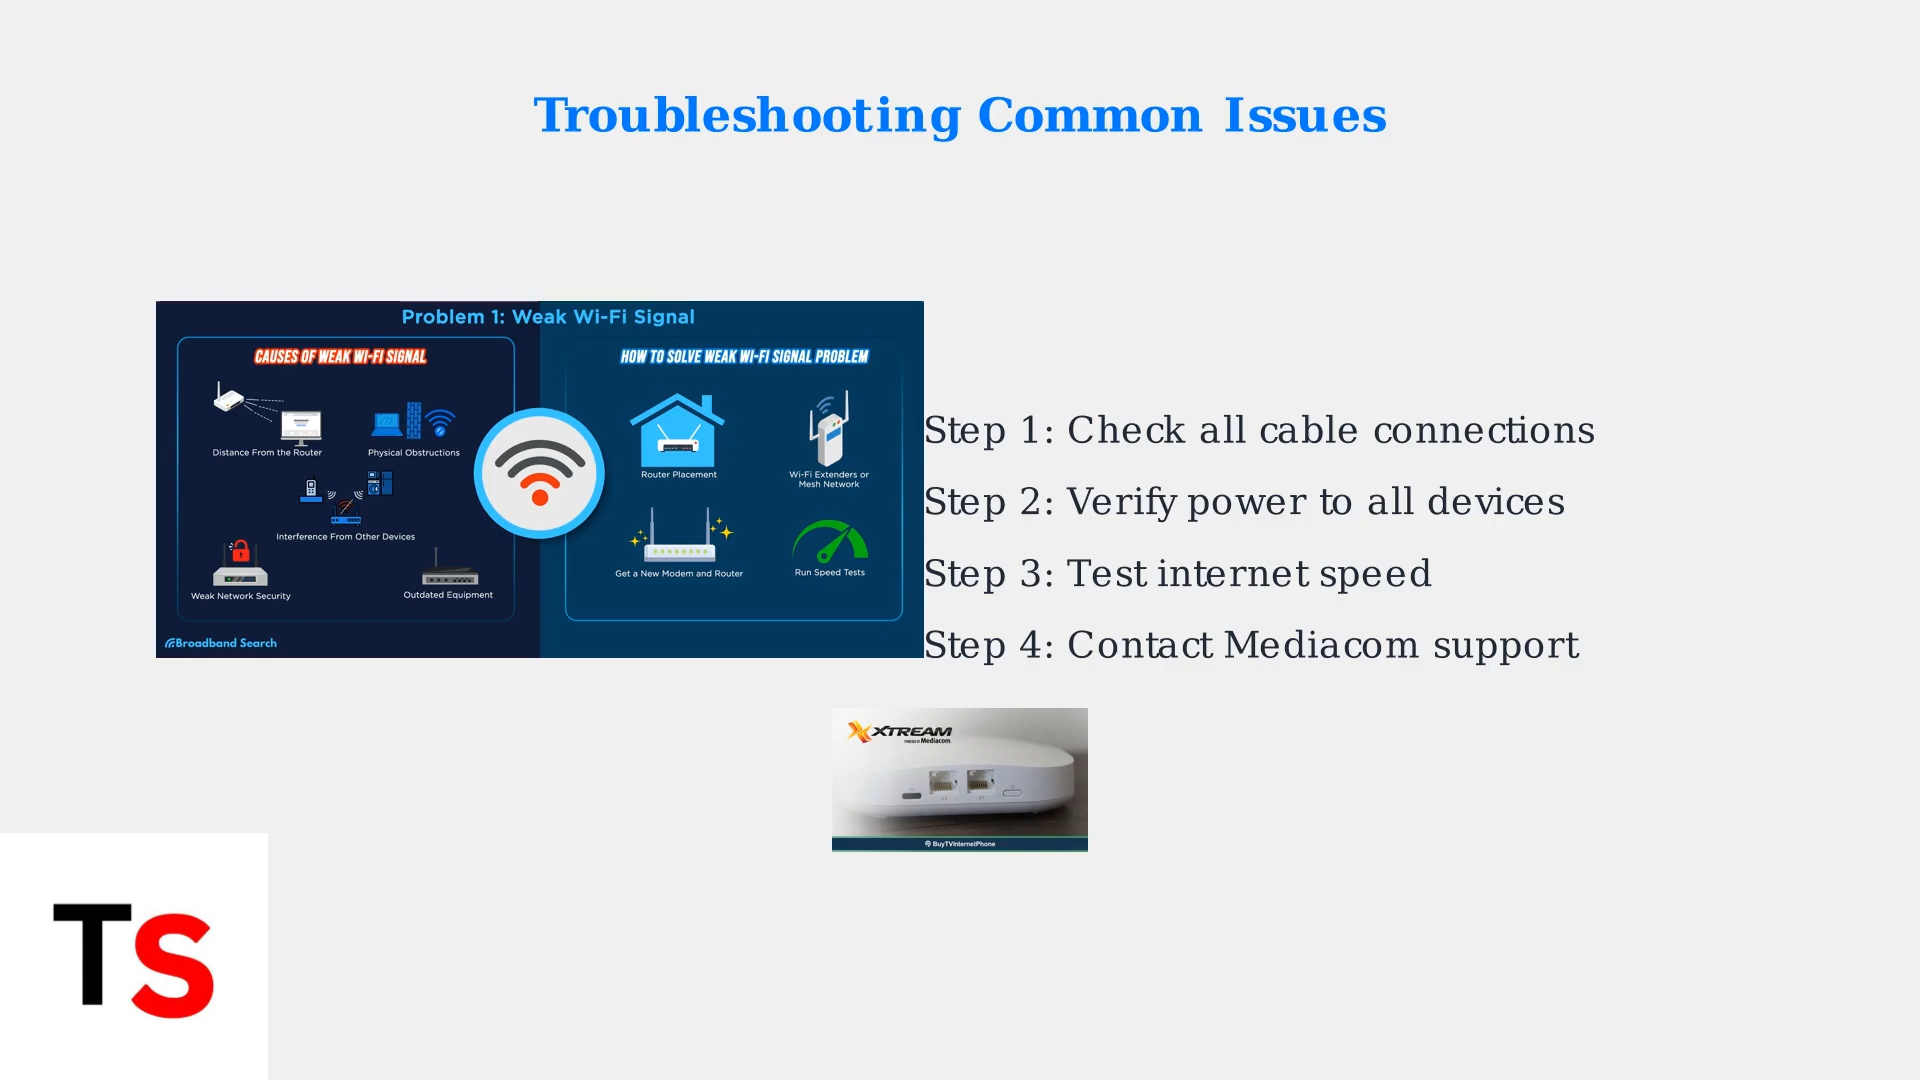 Troubleshooting Common Issues
Problem 1: Weak Wi-Fi Signal
CAUSES OF WEAK WI-FI SIGNAL
Distance From the Router
Physical Obstructions
Interference From Other Devices
Weak Network Security
Outdated Equipment
Broadband Search
HOW TO SOLVE WEAK WI-FI SIGNAL PROBLEM
Router Placement
Wi-Fi Extenders or
Mesh Network
Get a New Modem and Router
Run Speed Tests
Step 1: Check all cable connections
Step 2: Verify power to all devices
Step 3: Test internet speed
Step 4: Contact Mediacom support
XTREAM
POWERED BY Mediacom
BuyTVInternetPhone
TS